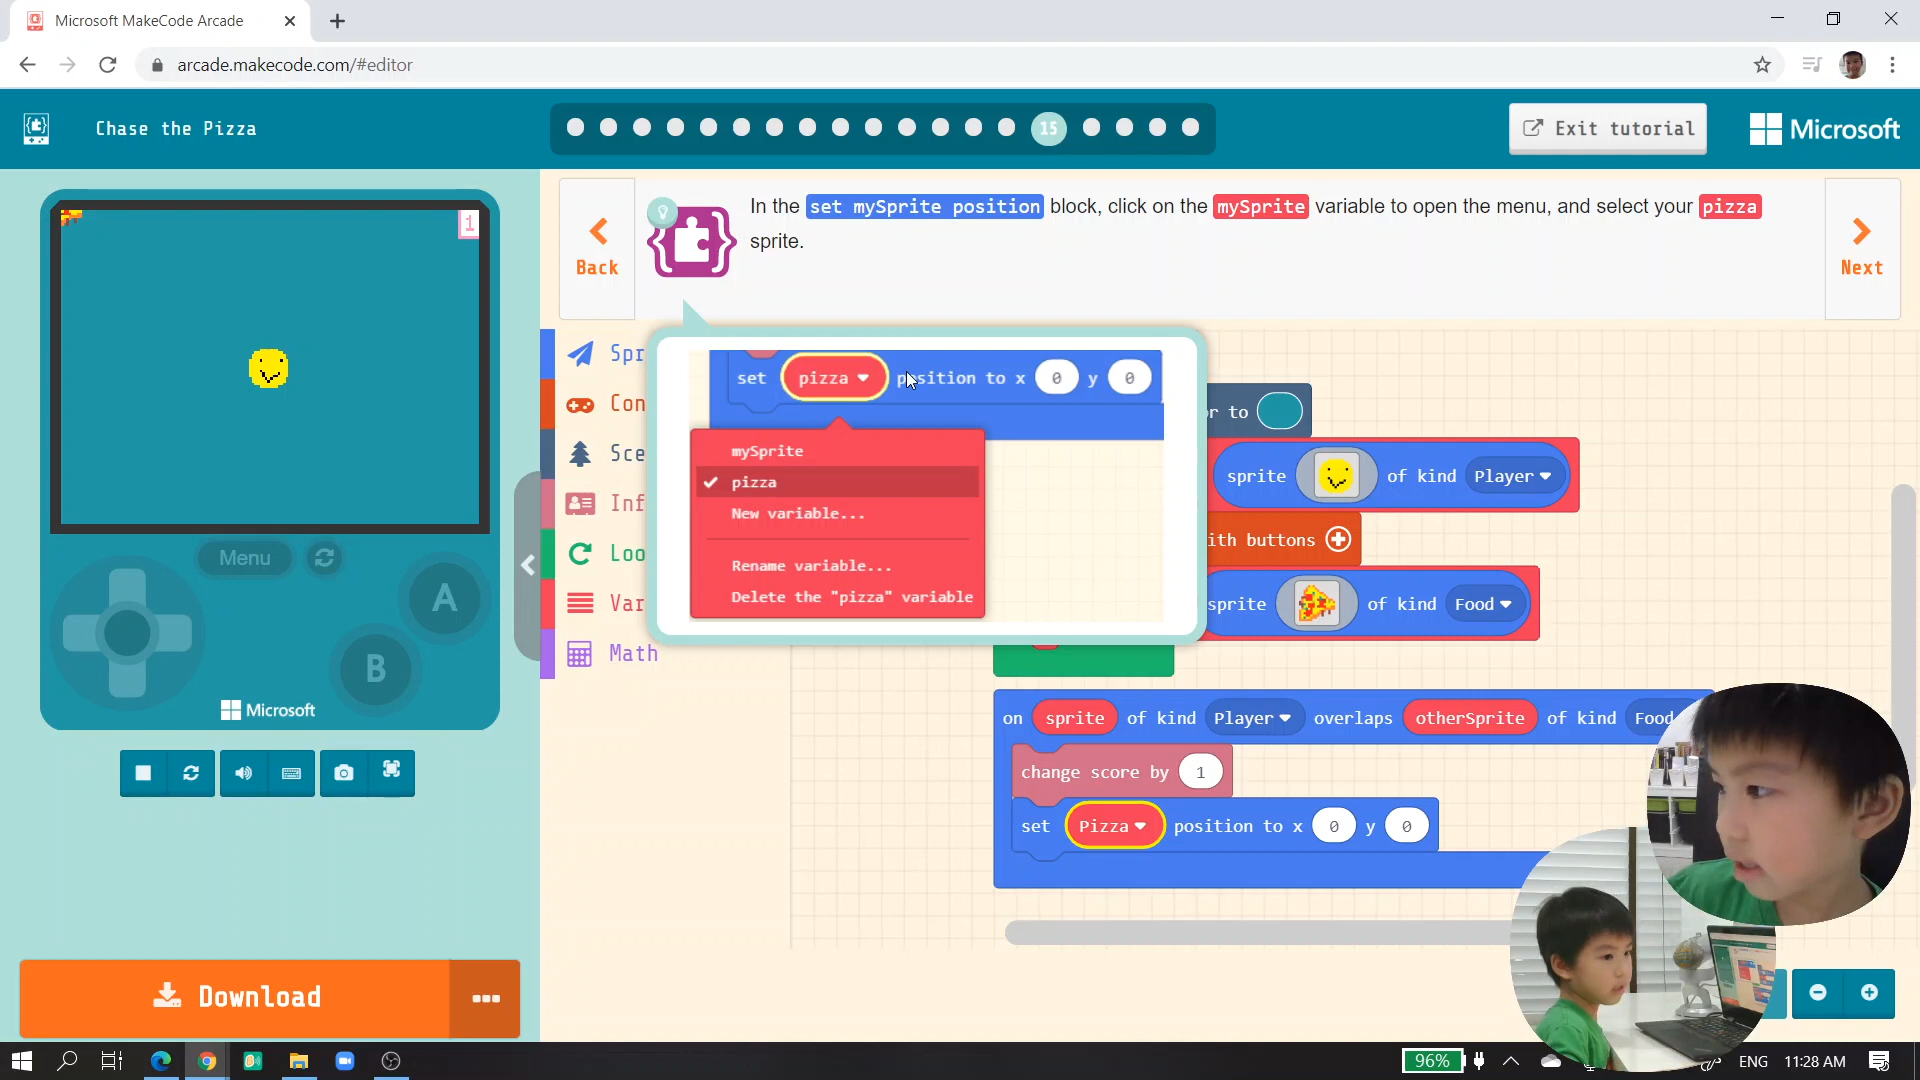 Microsoft MakeCode Arcade
arcade.makecode.com/#editor
Chase the Pizza
15
Exit tutorial
Microsoft
Back
In the set mySprite position block, click on the mySprite variable to open the menu, and select your pizza
sprite.
Next
1
Menu
A
B
Microsoft
Download
Spr
Con
Sce
Inf
Loo
Var
Math
set pizza position to x 0 y 0
mySprite
pizza
New variable...
Rename variable...
Delete the "pizza" variable
r to
sprite of kind Player
ith buttons
sprite of kind Food
on sprite of kind Player overlaps otherSprite of kind Food
change score by 1
set Pizza position to x 0 y 0
96%
ENG
11:28 AM